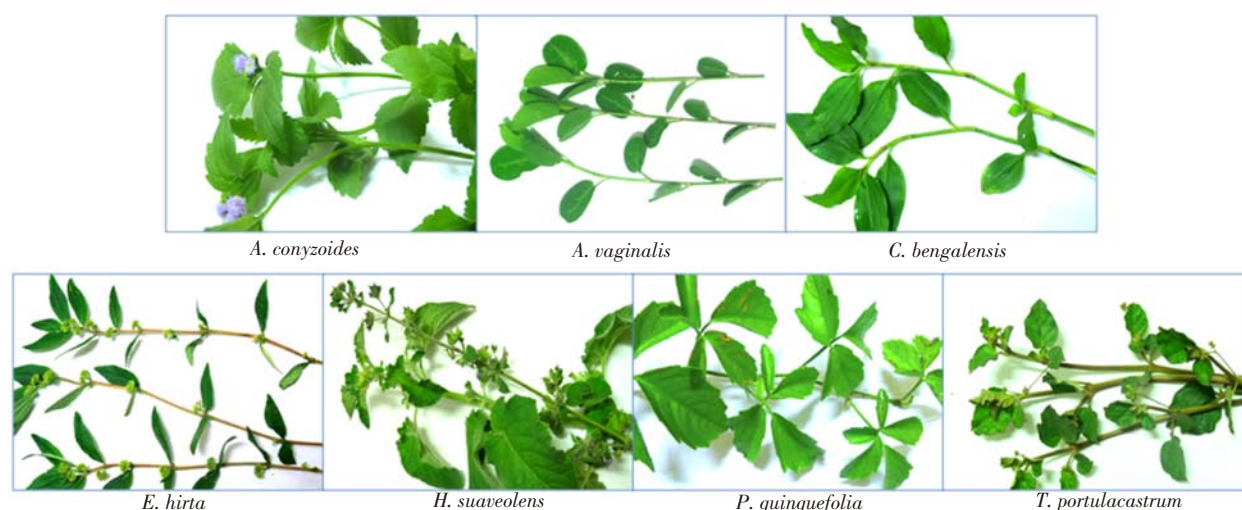 A. conyzoides
A. vaginalis
C. bengalensis
E. hirta
H. suaveolens
P. quinquefolia
T. portulacastrum